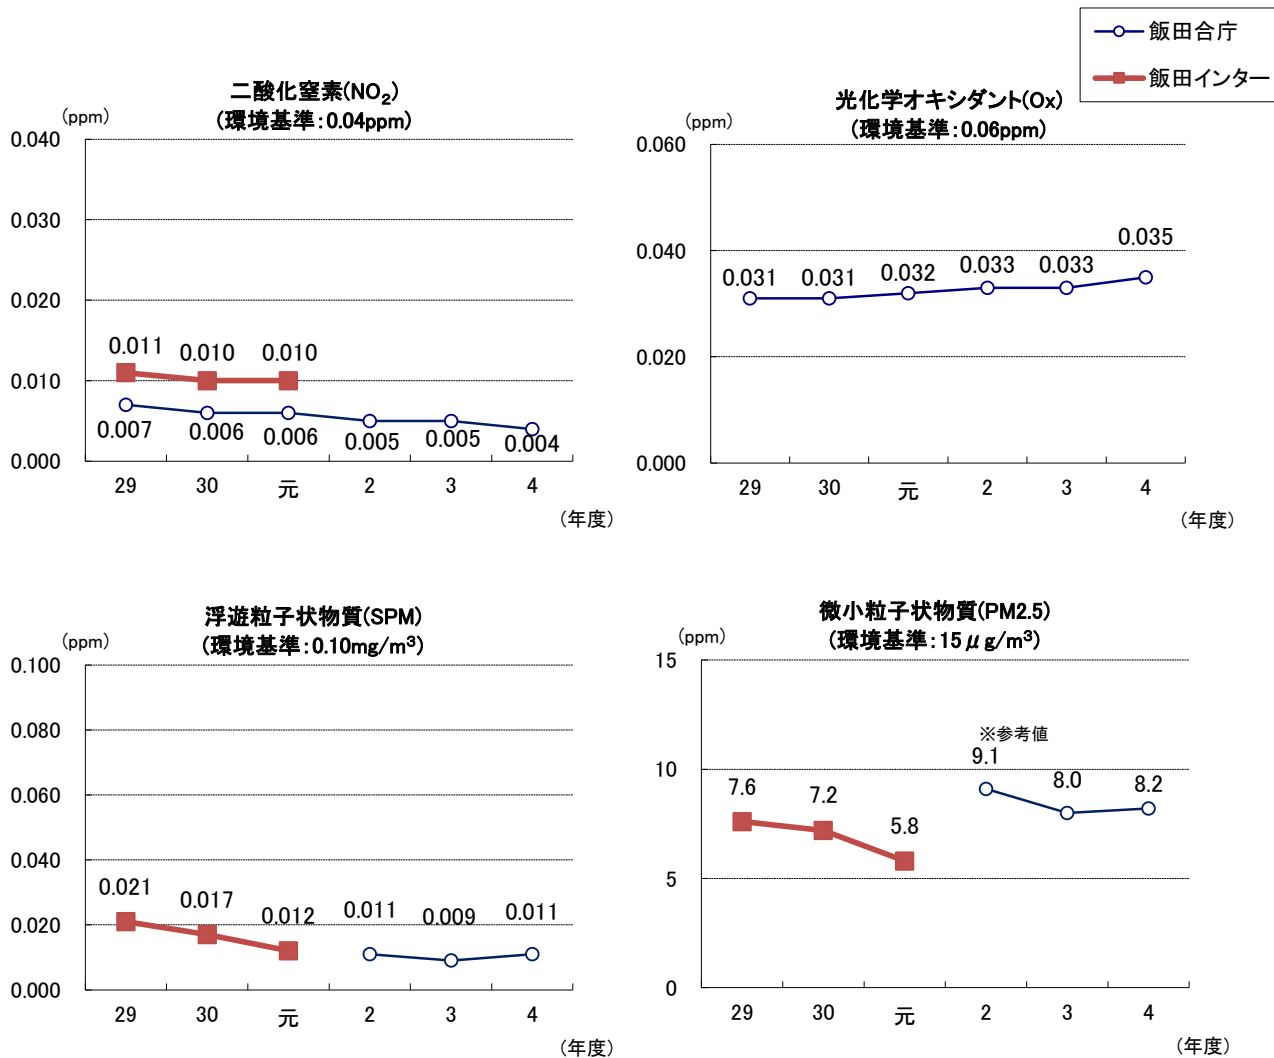 飯田合庁
飯田インター
二酸化窒素(NO₂)
(環境基準:0.04ppm)
(ppm)
0.040
0.030
0.020
0.010
0.000
0.011
0.010
0.010
0.007
0.006
0.006
0.005
0.005
0.004
29
30
元
2
3
4
(年度)
光化学オキシダント(Ox)
(環境基準:0.06ppm)
(ppm)
0.060
0.040
0.020
0.000
0.031
0.031
0.032
0.033
0.033
0.035
29
30
元
2
3
4
(年度)
浮遊粒子状物質(SPM)
(環境基準:0.10mg/m³)
(ppm)
0.100
0.080
0.060
0.040
0.020
0.000
0.021
0.017
0.012
0.011
0.009
0.011
29
30
元
2
3
4
(年度)
微小粒子状物質(PM2.5)
(環境基準:15μg/m³)
(ppm)
15
10
5
0
7.6
7.2
5.8
※参考値
9.1
8.0
8.2
29
30
元
2
3
4
(年度)